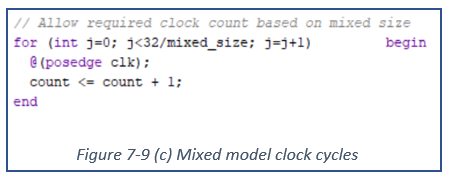 // Allow required clock count based on mixed size
for (int j=0; j<32/mixed_size; j=j+1) begin
@(posedge clk);
count <= count + 1;
end
Figure 7-9 (c) Mixed model clock cycles